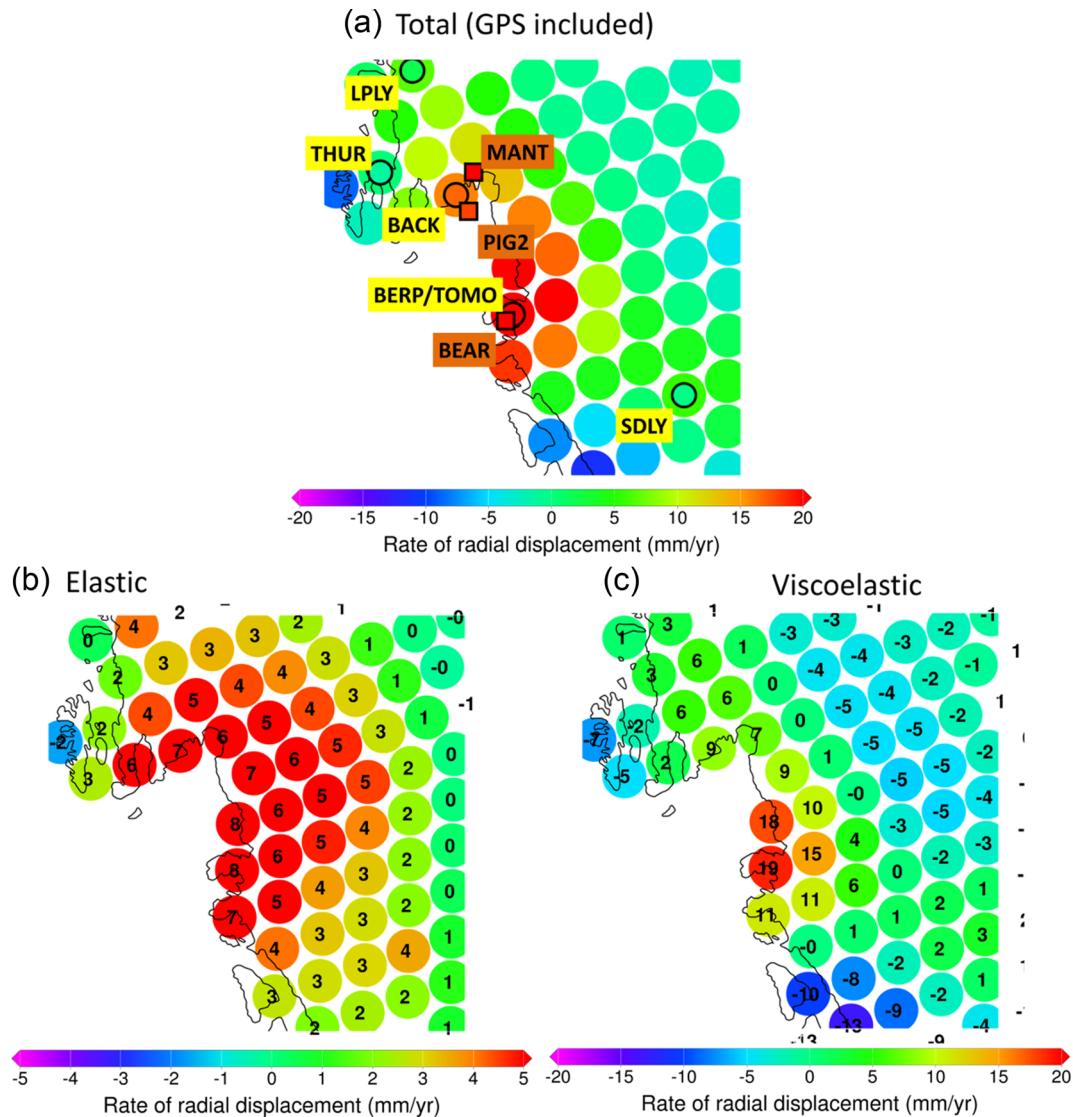 (a) Total (GPS included)
LPLY
THUR
MANT
BACK
PIG2
BERP/TOMO
BEAR
SDLY
-20 -15 -10 -5 0 5 10 15 20
Rate of radial displacement (mm/yr)
(b) Elastic
2 1
4 2 0 -0
0 3 3 1
3 3 -0
2 4 4 1
5 3 -1
4 5 4 1
2 6 3
-2 7 6 5 0
6 7 2
3 5 5 0
8 6 4 2
6 5 0
8 3 2
4 0
7 5 3 2
4 3 4 1
3
3 3 2 1
2 2 1
-5 -4 -3 -2 -1 0 1 2 3 4 5
Rate of radial displacement (mm/yr)
(c) Viscoelastic
1 -1 -1
3 -3 -2
1 1 -3 -3
6 -4 1
3 0 -4 -1
6 -4 -2
6 0 -5 1
-2 7 -5 -2
9 1 -5
-5 2 9 -5 -2
-0 -5 -4
18 10 -3 -5
15 4 -3
19 0 -2
11 6 1
11 1 2
-0 1 2 3
-2
-10 -8 -2 1
-13 -9 -4
-13 -9
-20 -15 -10 -5 0 5 10 15 20
Rate of radial displacement (mm/yr)